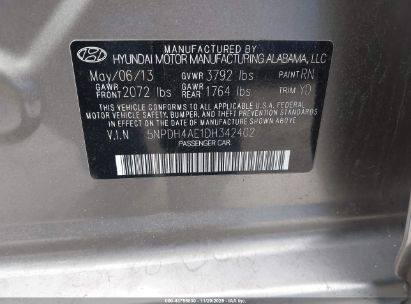 MANUFACTURED BY
HYUNDAI MOTOR MANUFACTURING ALABAMA, LLC
May/06/13 GVWR 3792 lbs PAINT RN
GAWR FRONT 2072 lbs GAWR REAR 1764 lbs TRIM YD
THIS VEHICLE CONFORMS TO ALL APPLICABLE U.S.A. FEDERAL
MOTOR VEHICLE SAFETY, BUMPER, AND THEFT PREVENTION STANDARDS
IN EFFECT ON THE DATE OF MANUFACTURE SHOWN ABOVE.
V.I.N 5NPDH4AE1DH342402
PASSENGER CAR